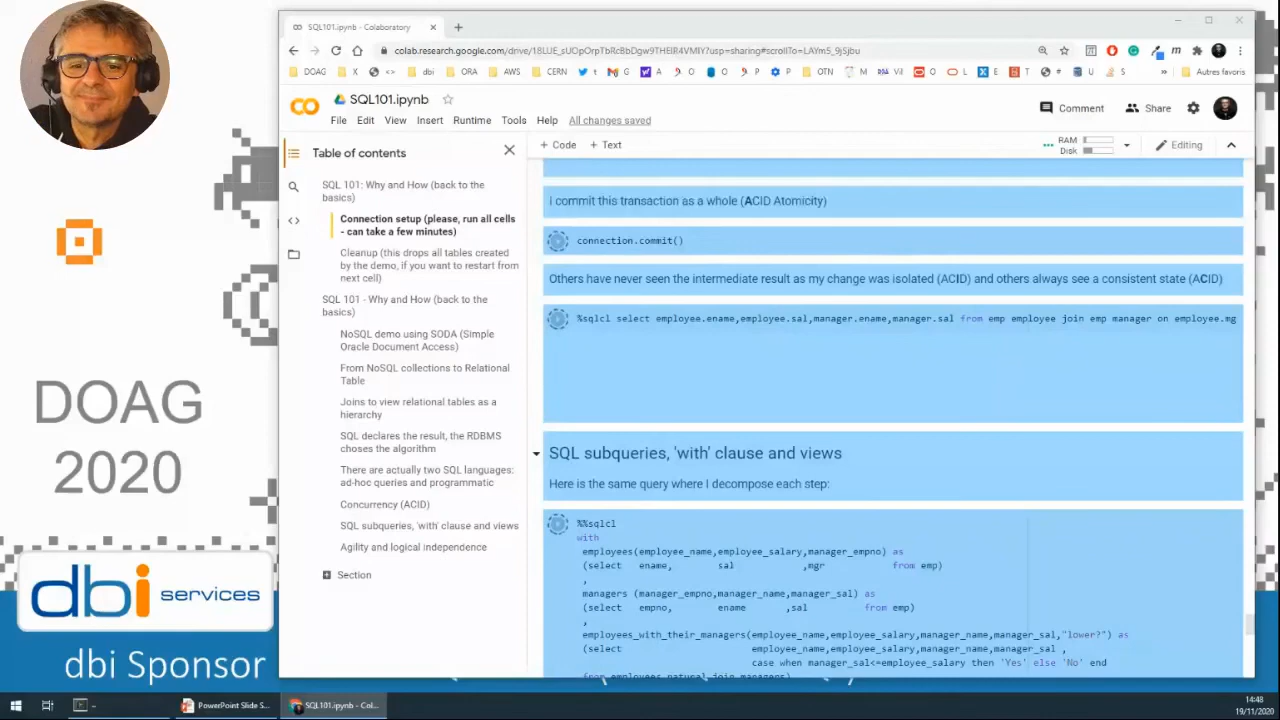 SQL101.ipynb - Colaboratory
colab.research.google.com/drive/18LUE_sUOpOrpTbRcBbDgw9THElR4VMIY?usp=sharing#scrollTo=LAYm5_9jSjbu
DOAG
X
<>
dbi
ORA
AWS
CERN
t
G
A
O
O
P
P
OTN
M
Vil
O
L
E
T
#
U
S
»
Autres favoris
SQL101.ipynb
File Edit View Insert Runtime Tools Help All changes saved
Comment
Share
Table of contents
SQL 101: Why and How (back to the
basics)
Connection setup (please, run all cells
- can take a few minutes)
Cleanup (this drops all tables created
by the demo, if you want to restart from
next cell)
SQL 101 - Why and How (back to the
basics)
NoSQL demo using SODA (Simple
Oracle Document Access)
From NoSQL collections to Relational
Table
Joins to view relational tables as a
hierarchy
SQL declares the result, the RDBMS
choses the algorithm
There are actually two SQL languages:
ad-hoc queries and programmatic
Concurrency (ACID)
SQL subqueries, 'with' clause and views
Agility and logical independence
Section
+ Code + Text
RAM
Disk
Editing
I commit this transaction as a whole (ACID Atomicity)
connection.commit()
Others have never seen the intermediate result as my change was isolated (ACID) and others always see a consistent state (ACID)
%sqlcl select employee.ename,employee.sal,manager.ename,manager.sal from emp employee join emp manager on employee.mg
SQL subqueries, 'with' clause and views
Here is the same query where I decompose each step:
%%sqlcl
with
employees(employee_name,employee_salary,manager_empno) as
(select ename, sal ,mgr from emp)
,
managers (manager_empno,manager_name,manager_sal) as
(select empno, ename ,sal from emp)
,
employees_with_their_managers(employee_name,employee_salary,manager_name,manager_sal,"lower?") as
(select employee_name,employee_salary,manager_name,manager_sal ,
case when manager_sal<=employee_salary then 'Yes' else 'No' end
from employees natural join managers)
DOAG
2020
dbi services
dbi Sponsor
PowerPoint Slide S...
SQL101.ipynb - Co...
14:48
19/11/2020